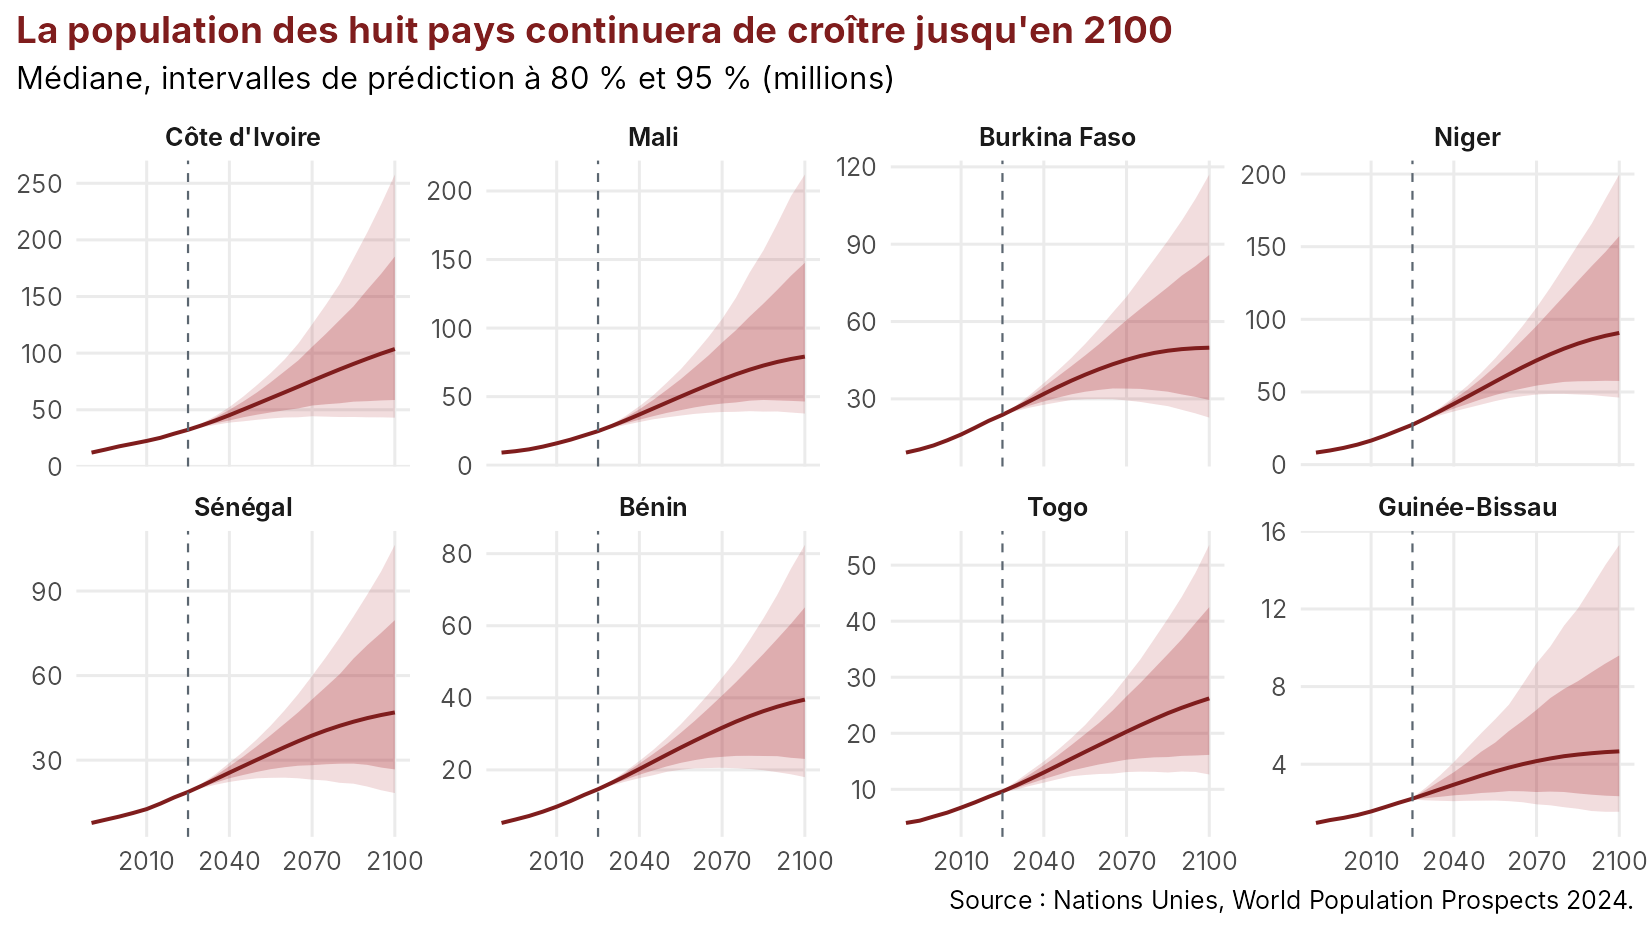 La population des huit pays continuera de croître jusqu'en 2100
Médiane, intervalles de prédiction à 80 % et 95 % (millions)
Côte d'Ivoire
250
200
150
100
50
0
Mali
200
150
100
50
0
Burkina Faso
120
90
60
30
Niger
200
150
100
50
0
Sénégal
90
60
30
2010 2040 2070 2100
Bénin
80
60
40
20
2010 2040 2070 2100
Togo
50
40
30
20
10
2010 2040 2070 2100
Guinée-Bissau
16
12
8
4
2010 2040 2070 2100
Source : Nations Unies, World Population Prospects 2024.